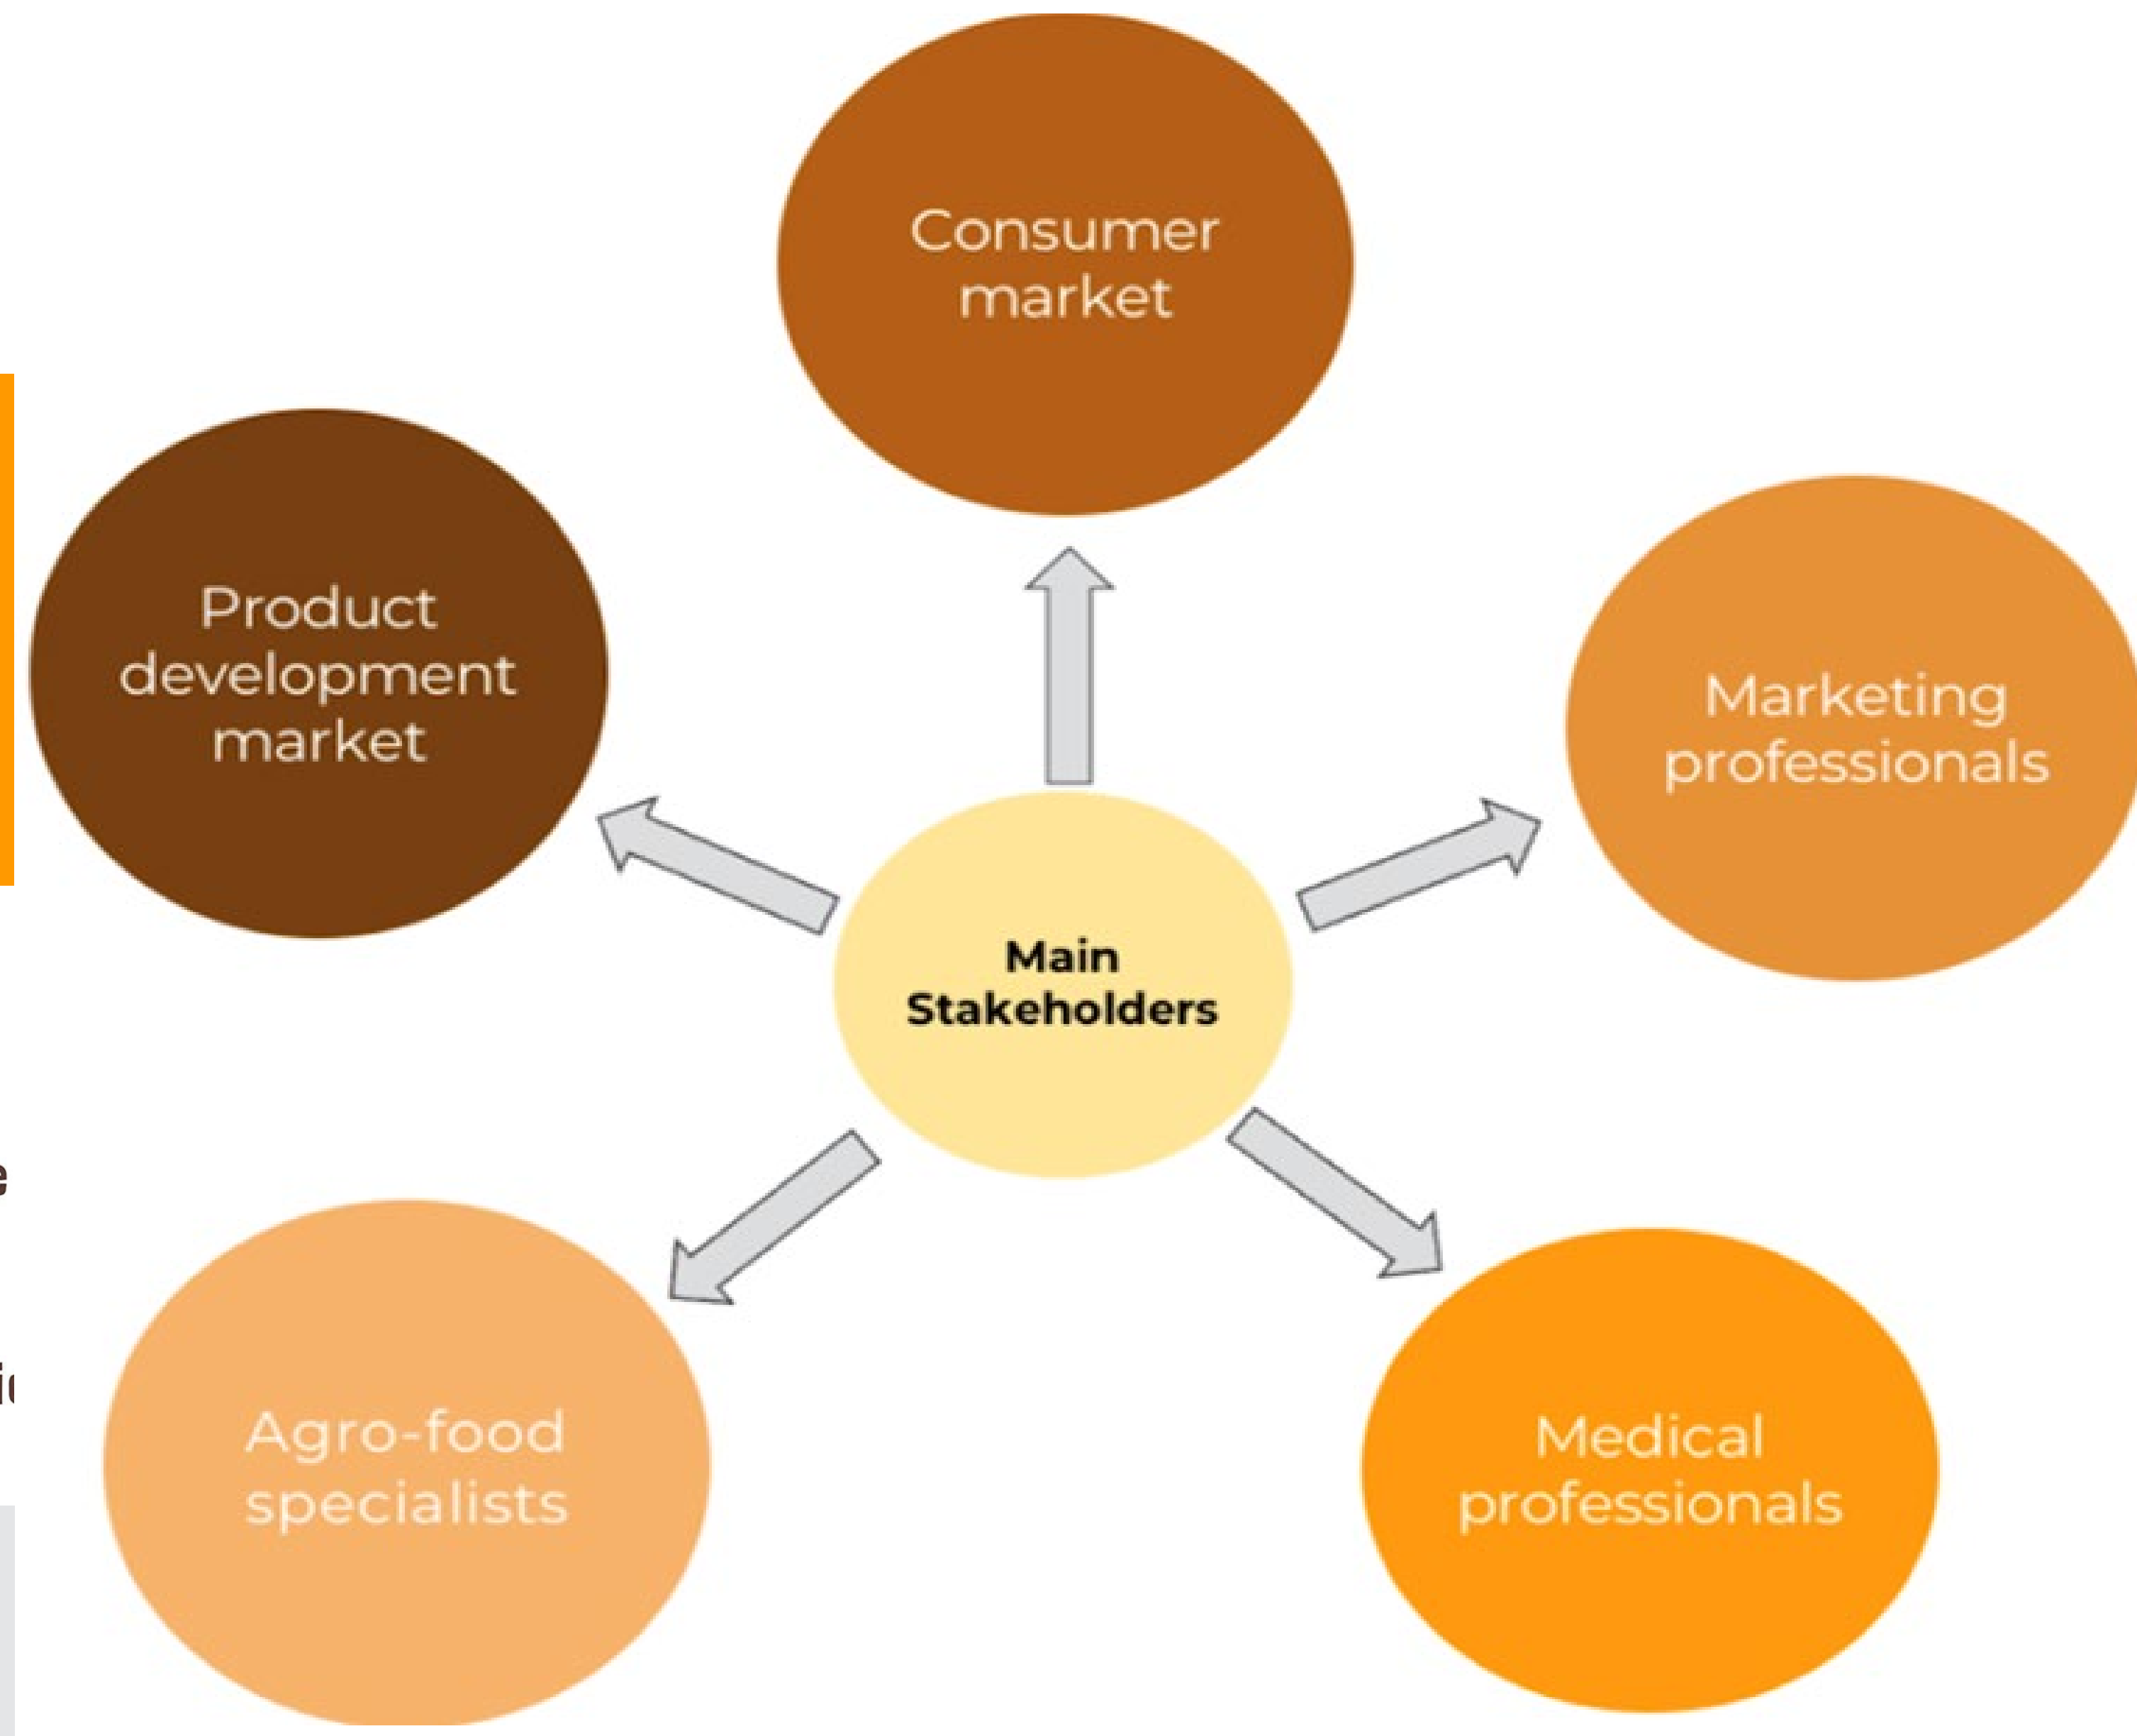 Consumer
market
Product
development
market
Marketing
professionals
Main
Stakeholders
Agro-food
specialists
Medical
professionals